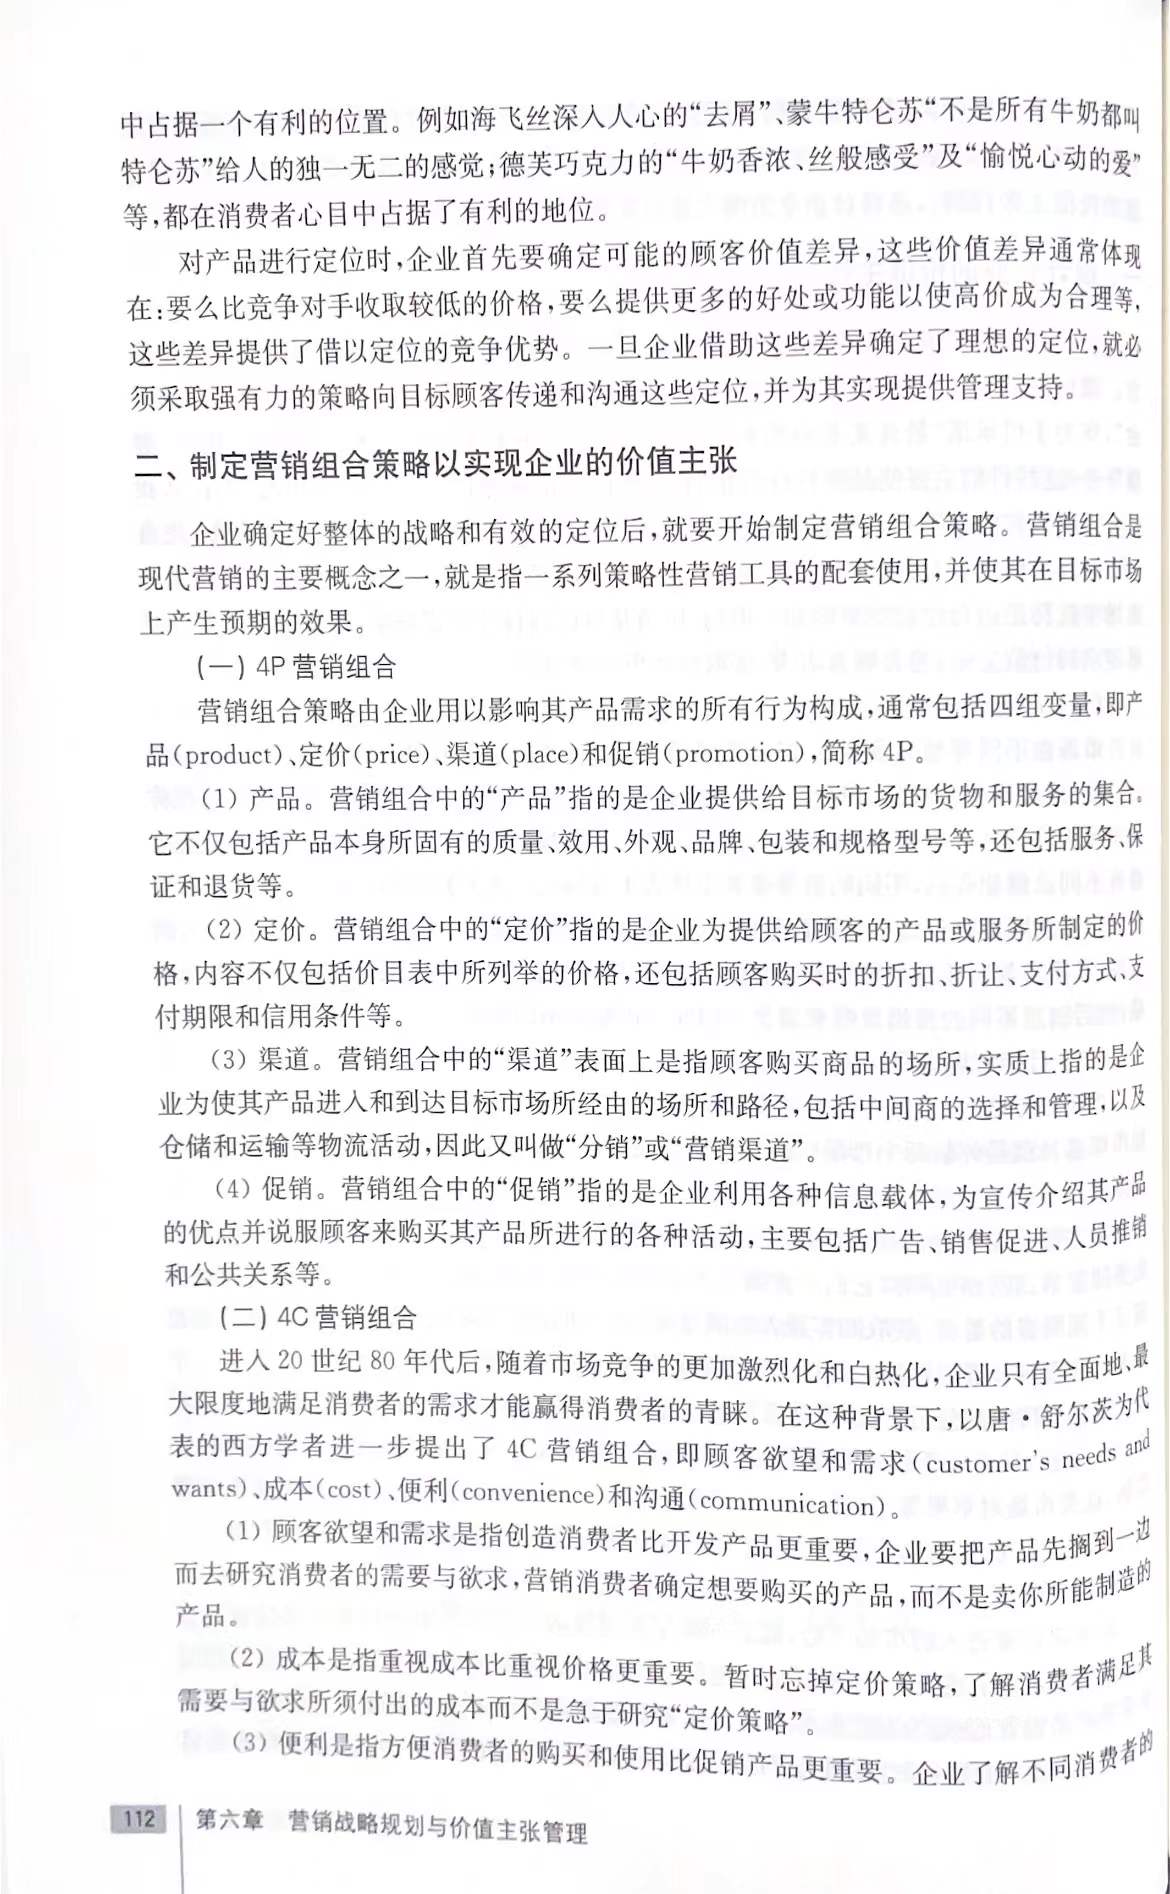 中占据一个有利的位置。例如海飞丝深入人心的“去屑”、蒙牛特仑苏“不是所有牛奶都叫
特仑苏”给人的独一无二的感觉;德芙巧克力的“牛奶香浓、丝般感受”及“愉悦心动的爱”
等,都在消费者心目中占据了有利的地位。
对产品进行定位时,企业首先要确定可能的顾客价值差异,这些价值差异通常体现
在:要么比竞争对手收取较低的价格,要么提供更多的好处或功能以使高价成为合理等,
这些差异提供了借以定位的竞争优势。一旦企业借助这些差异确定了理想的定位,就必
须采取强有力的策略向目标顾客传递和沟通这些定位,并为其实现提供管理支持。
二、制定营销组合策略以实现企业的价值主张
企业确定好整体的战略和有效的定位后,就要开始制定营销组合策略。营销组合是
现代营销的主要概念之一,就是指一系列策略性营销工具的配套使用,并使其在目标市场
上产生预期的效果。
(一) 4P 营销组合
营销组合策略由企业用以影响其产品需求的所有行为构成,通常包括四组变量,即产
品(product)、定价(price)、渠道(place)和促销(promotion),简称 4P。
(1) 产品。营销组合中的“产品”指的是企业提供给目标市场的货物和服务的集合。
它不仅包括产品本身所固有的质量、效用、外观、品牌、包装和规格型号等,还包括服务、保
证和退货等。
(2) 定价。营销组合中的“定价”指的是企业为提供给顾客的产品或服务所制定的价
格,内容不仅包括价目表中所列举的价格,还包括顾客购买时的折扣、折让、支付方式、支
付期限和信用条件等。
(3) 渠道。营销组合中的“渠道”表面上是指顾客购买商品的场所,实质上指的是企
业为使其产品进入和到达目标市场所经由的场所和路径,包括中间商的选择和管理,以及
仓储和运输等物流活动,因此又叫做“分销”或“营销渠道”。
(4) 促销。营销组合中的“促销”指的是企业利用各种信息载体,为宣传介绍其产品
的优点并说服顾客来购买其产品所进行的各种活动,主要包括广告、销售促进、人员推销
和公共关系等。
(二) 4C 营销组合
进入 20 世纪 80 年代后,随着市场竞争的更加激烈化和白热化,企业只有全面地、最
大限度地满足消费者的需求才能赢得消费者的青睐。在这种背景下,以唐·舒尔茨为代
表的西方学者进一步提出了 4C 营销组合,即顾客欲望和需求(customer's needs and
wants)、成本(cost)、便利(convenience)和沟通(communication)。
(1) 顾客欲望和需求是指创造消费者比开发产品更重要,企业要把产品先搁到一边
而去研究消费者的需要与欲求,营销消费者确定想要购买的产品,而不是卖你所能制造的
产品。
(2) 成本是指重视成本比重视价格更重要。暂时忘掉定价策略,了解消费者满足其
需要与欲求所须付出的成本而不是急于研究“定价策略”。
(3) 便利是指方便消费者的购买和使用比促销产品更重要。企业了解不同消费者的
112 第六章 营销战略规划与价值主张管理